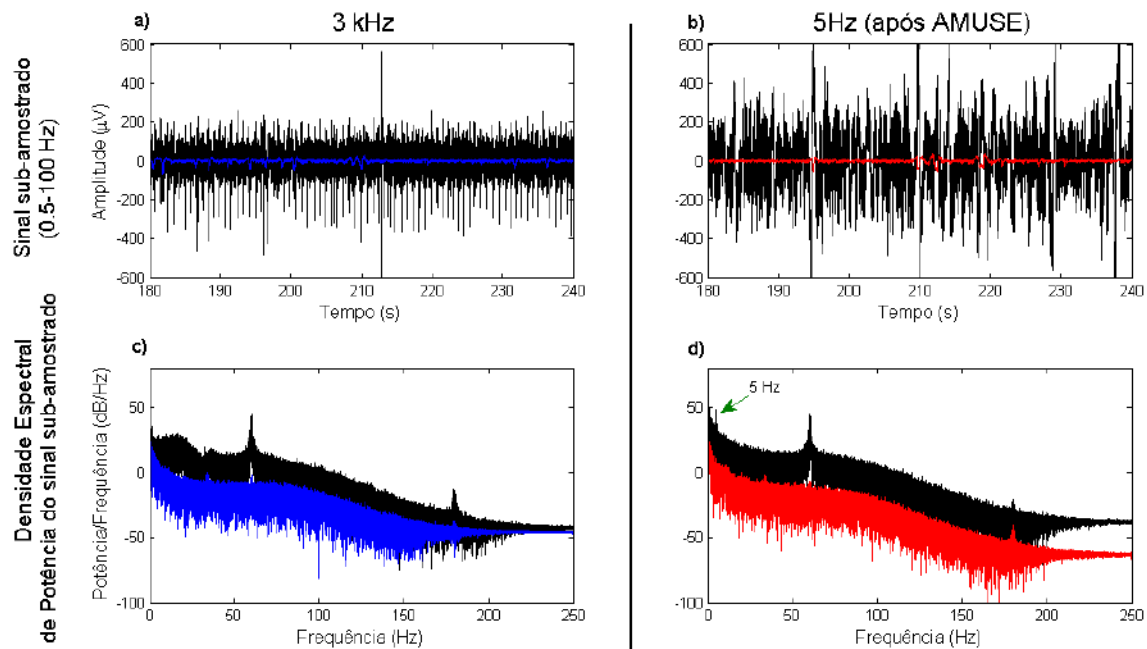 a)
3 kHz
b)
5Hz (após AMUSE)
Sinal sub-amostrado
(0.5- 100 Hz)
Amplitude (µV)
600
400
200
0
-200
-400
-600
180
190
200
210
220
230
240
Tempo (s)
600
400
200
0
-200
-400
-600
180
190
200
210
220
230
240
Tempo (s)
Densidade Espectral
de Potência do sinal sub-amostrado
c)
Potência/Frequência (dB/Hz)
50
0
-50
-100
0
50
100
150
200
250
Frequência (Hz)
d)
5 Hz
50
0
-50
-100
0
50
100
150
200
250
Frequência (Hz)